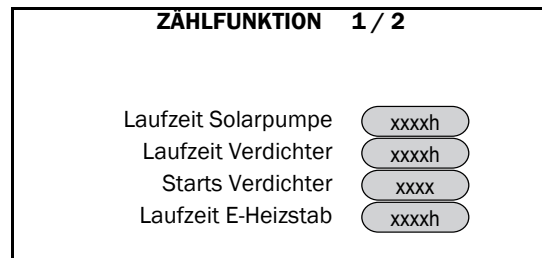 ZÄHLFUNKTION 1 / 2
Laufzeit Solarpumpe xxxxh
Laufzeit Verdichter xxxxh
Starts Verdichter xxxx
Laufzeit E-Heizstab xxxxh